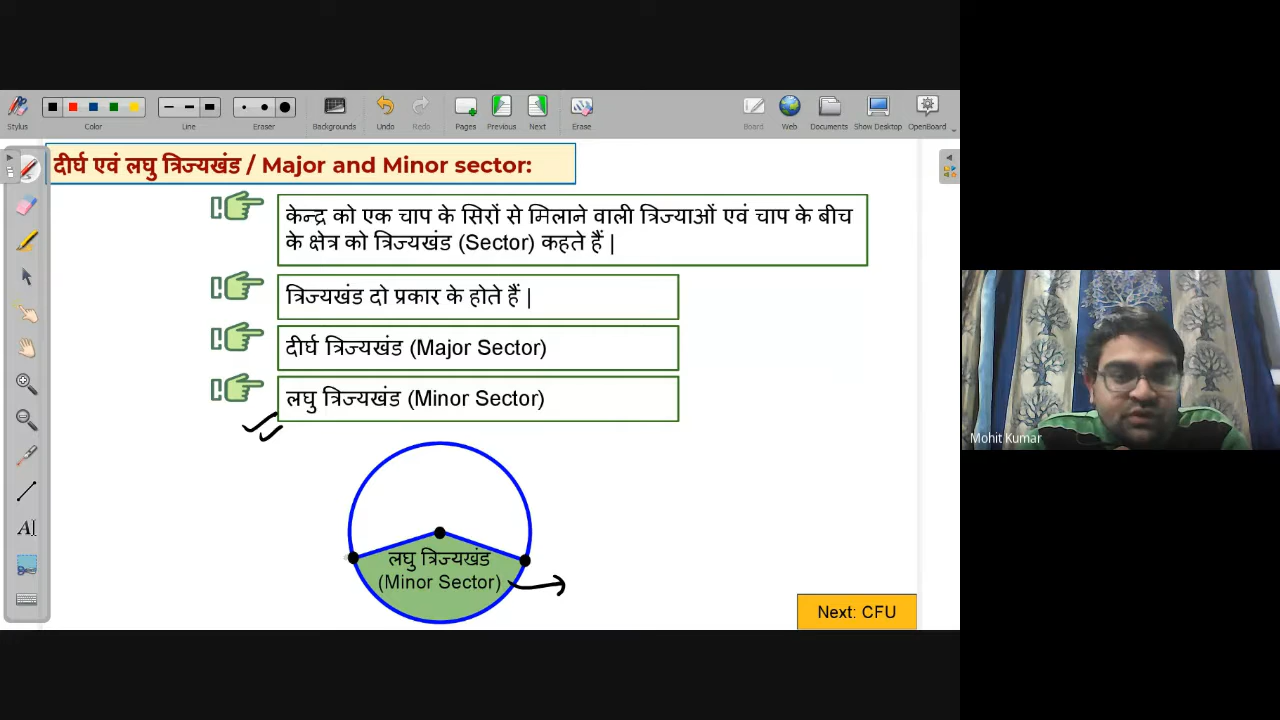 Stylus
Color
Line
Eraser
Backgrounds
Undo
Redo
Pages
Previous
Next
Erase
Board
Web
Documents
Show Desktop
OpenBoard
दीर्घ एवं लघु त्रिज्यखंड / Major and Minor sector:
केन्द्र को एक चाप के सिरों से मिलाने वाली त्रिज्याओं एवं चाप के बीच
के क्षेत्र को त्रिज्यखंड (Sector) कहते हैं |
त्रिज्यखंड दो प्रकार के होते हैं |
दीर्घ त्रिज्यखंड (Major Sector)
लघु त्रिज्यखंड (Minor Sector)
लघु त्रिज्यखंड
(Minor Sector)
Next: CFU
AI
Mohit Kumar